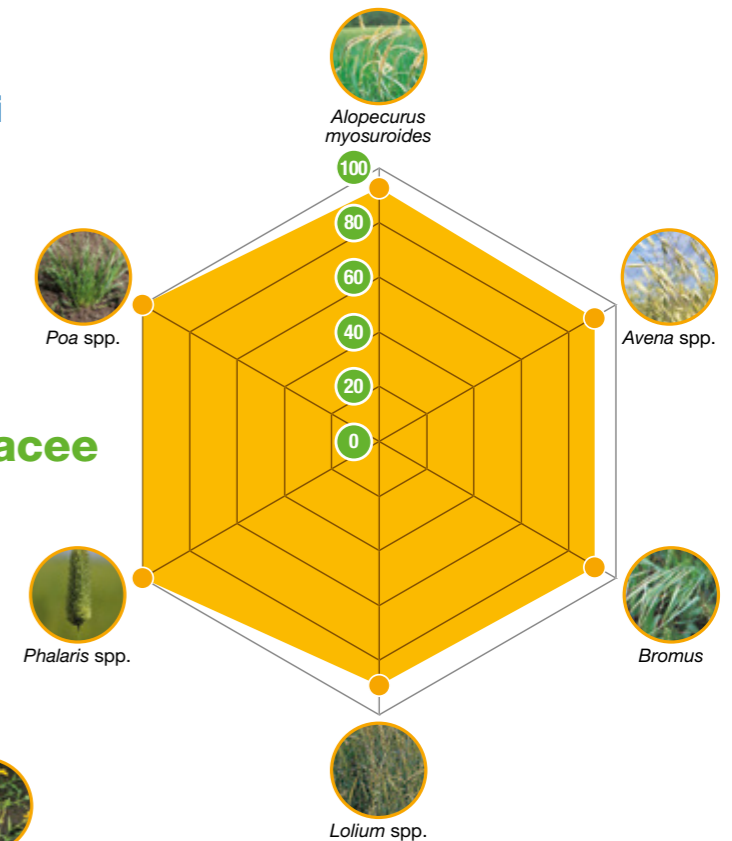 Alopecurus
myosuroides
100
80
60
40
20
0
Poa spp.
Avena spp.
acee
Phalaris spp.
Bromus
Lolium spp.